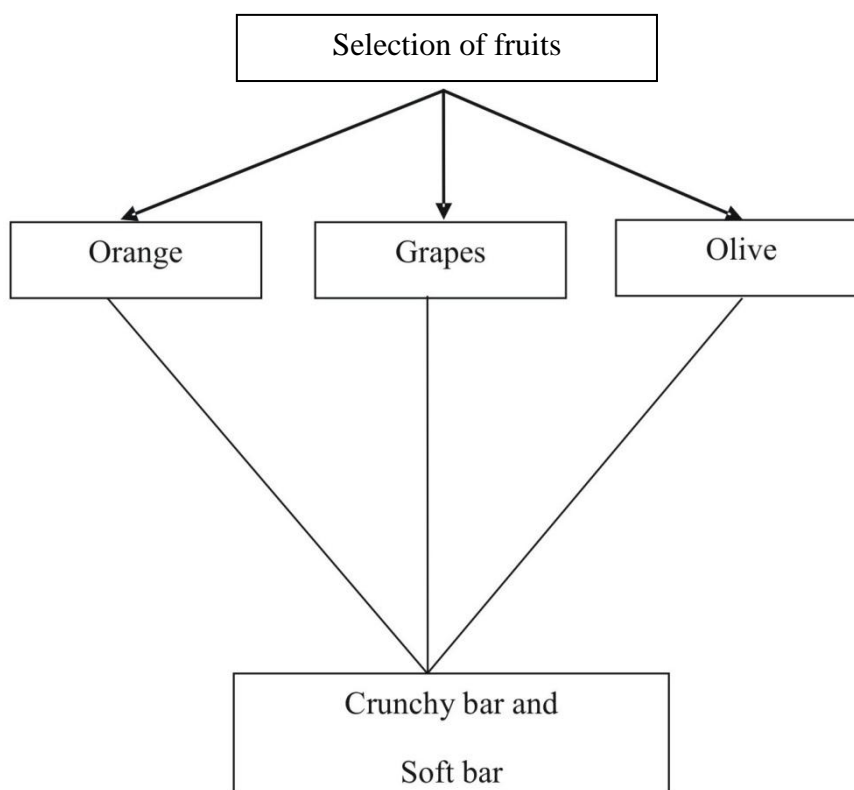 Selection of fruits
Orange
Grapes
Olive
Crunchy bar and
Soft bar